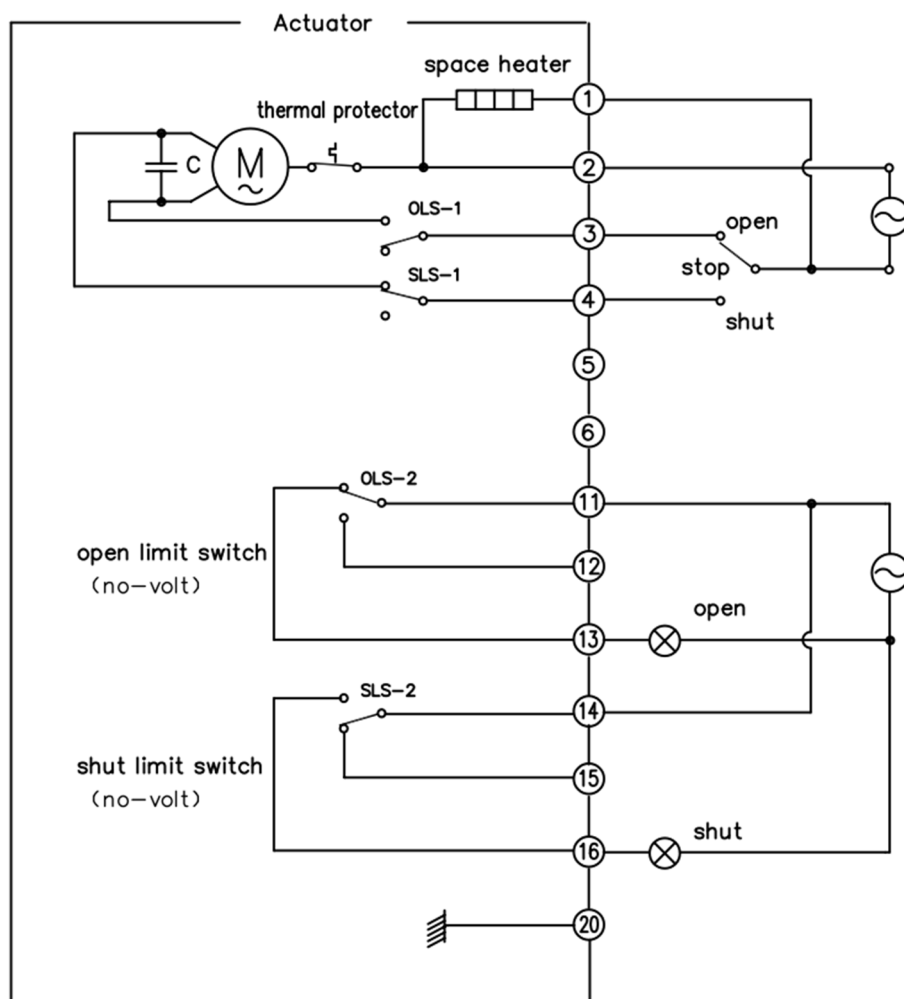 Actuator
space heater
1
thermal protector
C
M
2
OLS-1
3
open
stop
SLS-1
4
shut
5
6
OLS-2
11
open limit switch
(no-volt)
12
open
13
SLS-2
14
shut limit switch
(no-volt)
15
shut
16
20